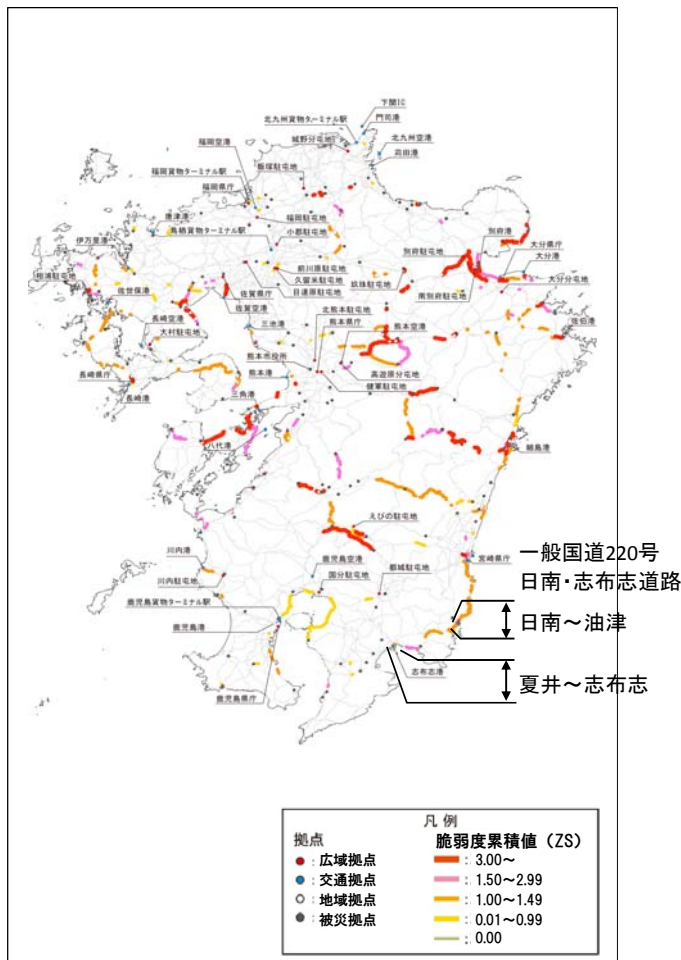 下関IC
北九州貨物ターミナル駅
門司港
城野分屯地
北九州空港
福岡空港
苅田港
飯塚駐屯地
福岡貨物ターミナル駅
福岡県庁
唐津港
福岡駐屯地
伊万里港
鳥栖貨物ターミナル駅
小郡駐屯地
別府港
別府駐屯地
大分県庁
大分港
相浦駐屯地
前川原駐屯地
久留米駐屯地
玖珠駐屯地
佐世保港
目達原駐屯地
南別府駐屯地
大分分屯地
佐賀県庁
北熊本駐屯地
佐賀空港
熊本県庁
熊本空港
長崎空港
三池港
佐伯港
大村駐屯地
熊本市役所
高遊原分屯地
長崎県庁
熊本港
健軍駐屯地
長崎港
三角港
八代港
細島港
えびの駐屯地
一般国道220号
川内港
宮崎県庁
鹿児島空港
日南・志布志道路
川内駐屯地
国分駐屯地
都城駐屯地
鹿児島貨物ターミナル駅
日南~油津
鹿児島港
志布志港
夏井~志布志
鹿児島県庁
凡例
拠点
脆弱度累積値(ZS)
:広域拠点
: 3.00~
:交通拠点
: 1.50~2.99
:地域拠点
: 1.00~1.49
:被災拠点
: 0.01~0.99
: 0.00